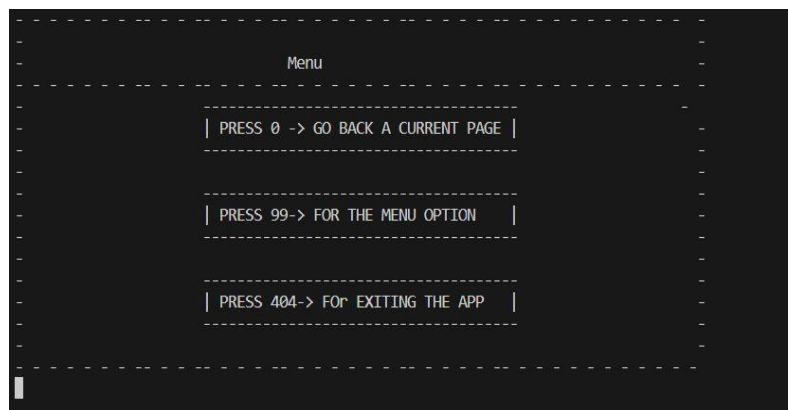 Menu
| PRESS 0 -> GO BACK A CURRENT PAGE |
| PRESS 99-> FOR THE MENU OPTION |
| PRESS 404-> FOr EXITING THE APP |